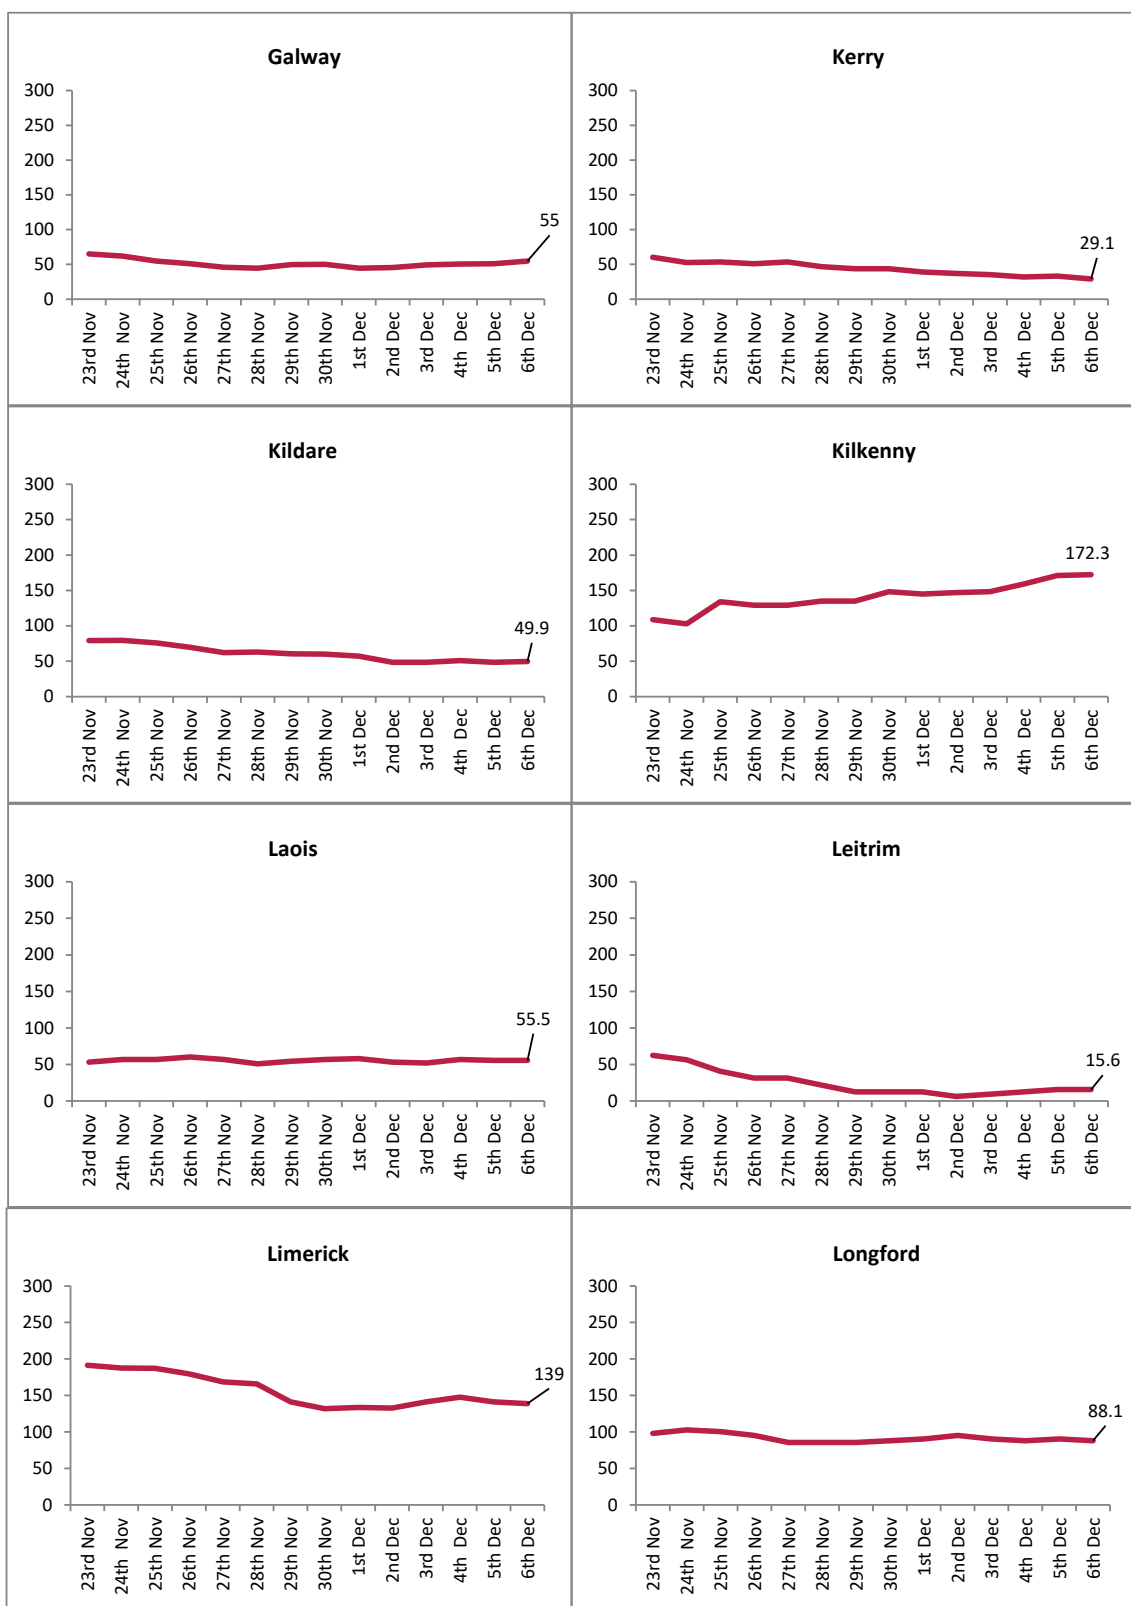 Galway
300
250
200
150
100
50
0
55
23rd Nov
24th Nov
25th Nov
26th Nov
27th Nov
28th Nov
29th Nov
30th Nov
1st Dec
2nd Dec
3rd Dec
4th Dec
5th Dec
6th Dec
Kerry
300
250
200
150
100
50
0
29.1
23rd Nov
24th Nov
25th Nov
26th Nov
27th Nov
28th Nov
29th Nov
30th Nov
1st Dec
2nd Dec
3rd Dec
4th Dec
5th Dec
6th Dec
Kildare
300
250
200
150
100
50
0
49.9
23rd Nov
24th Nov
25th Nov
26th Nov
27th Nov
28th Nov
29th Nov
30th Nov
1st Dec
2nd Dec
3rd Dec
4th Dec
5th Dec
6th Dec
Kilkenny
300
250
200
150
100
50
0
172.3
23rd Nov
24th Nov
25th Nov
26th Nov
27th Nov
28th Nov
29th Nov
30th Nov
1st Dec
2nd Dec
3rd Dec
4th Dec
5th Dec
6th Dec
Laois
300
250
200
150
100
50
0
55.5
23rd Nov
24th Nov
25th Nov
26th Nov
27th Nov
28th Nov
29th Nov
30th Nov
1st Dec
2nd Dec
3rd Dec
4th Dec
5th Dec
6th Dec
Leitrim
300
250
200
150
100
50
0
15.6
23rd Nov
24th Nov
25th Nov
26th Nov
27th Nov
28th Nov
29th Nov
30th Nov
1st Dec
2nd Dec
3rd Dec
4th Dec
5th Dec
6th Dec
Limerick
300
250
200
150
100
50
0
139
23rd Nov
24th Nov
25th Nov
26th Nov
27th Nov
28th Nov
29th Nov
30th Nov
1st Dec
2nd Dec
3rd Dec
4th Dec
5th Dec
6th Dec
Longford
300
250
200
150
100
50
0
88.1
23rd Nov
24th Nov
25th Nov
26th Nov
27th Nov
28th Nov
29th Nov
30th Nov
1st Dec
2nd Dec
3rd Dec
4th Dec
5th Dec
6th Dec